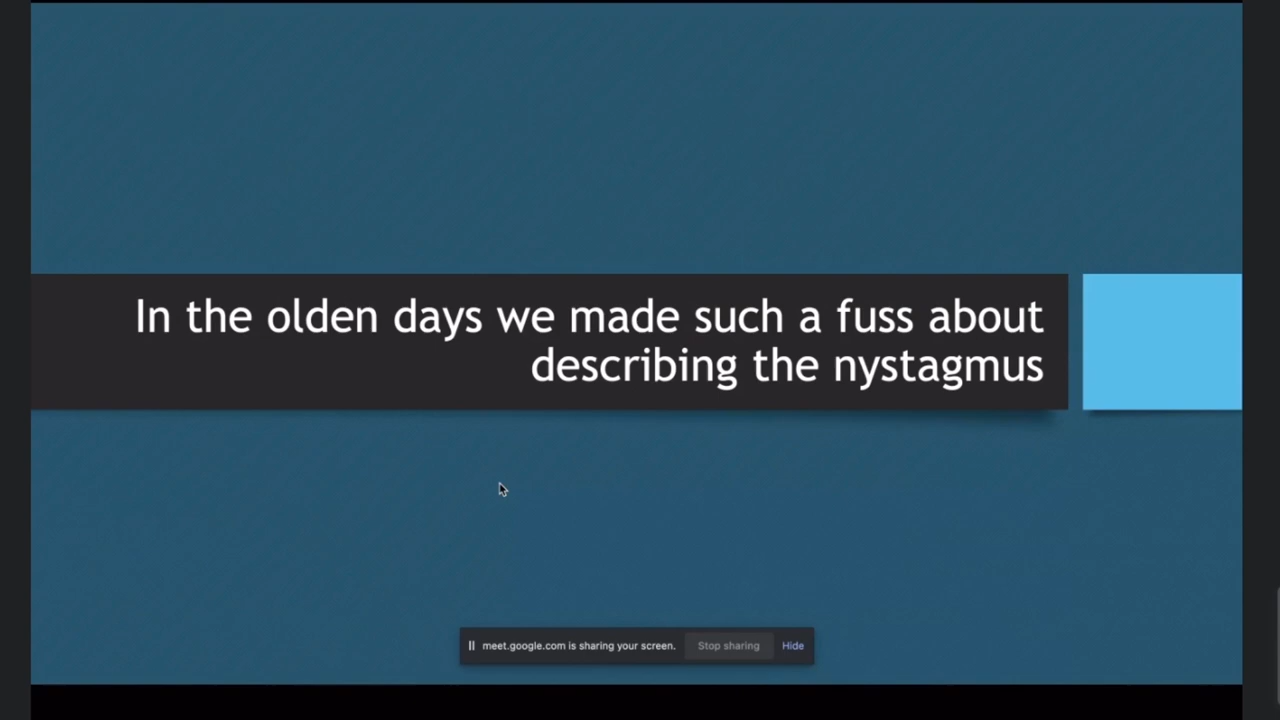 In the olden days we made such a fuss about
describing the nystagmus
meet.google.com is sharing your screen. Stop sharing Hide